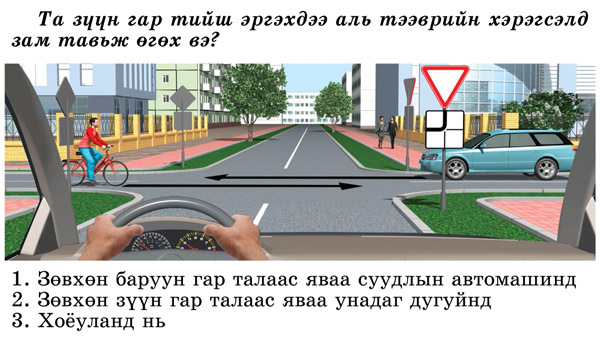 Та зүүн гар тийш эргэхдээ аль тээврийн хэрэгсэлд
зам тавьж өгөх вэ?
1. Зөвхөн баруун гар талаас яваа суудлын автомашинд
2. Зөвхөн зүүн гар талаас яваа унадаг дугуйнд
3. Хоёуланд нь